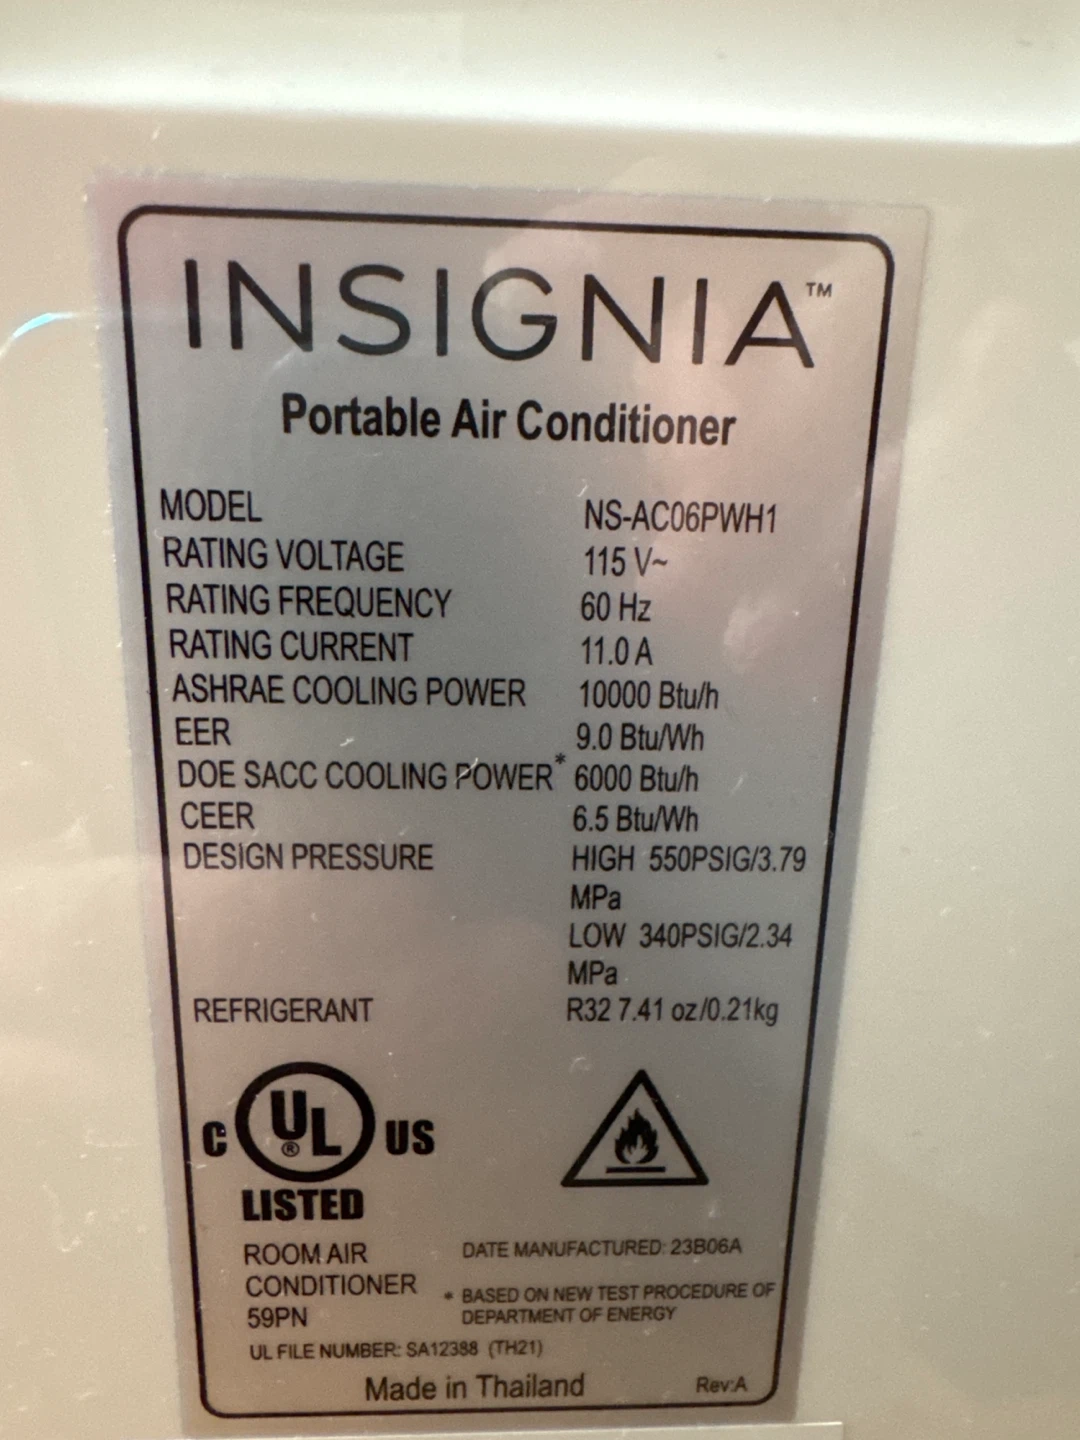 INSIGNIA™
Portable Air Conditioner
MODEL NS-AC06PWH1
RATING VOLTAGE 115 V~
RATING FREQUENCY 60 Hz
RATING CURRENT 11.0 A
ASHRAE COOLING POWER 10000 Btu/h
EER 9.0 Btu/Wh
DOE SACC COOLING POWER* 6000 Btu/h
CEER 6.5 Btu/Wh
DESIGN PRESSURE HIGH 550PSIG/3.79
MPa
LOW 340PSIG/2.34
MPa
REFRIGERANT R32 7.41 oz/0.21kg
C UL® US
LISTED
ROOM AIR
CONDITIONER
59PN
DATE MANUFACTURED: 23B06A
* BASED ON NEW TEST PROCEDURE OF
DEPARTMENT OF ENERGY
UL FILE NUMBER: SA12388 (TH21)
Made in Thailand Rev:A